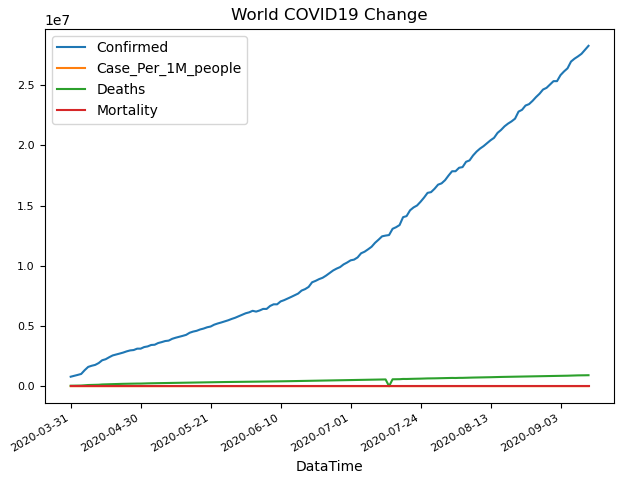 World COVID19 Change
1e7
Confirmed
Case_Per_1M_people
Deaths
Mortality
2.5
2.0
1.5
1.0
0.5
0.0
2020-03-31
2020-04-30
2020-05-21
2020-06-10
2020-07-01
2020-07-24
2020-08-13
2020-09-03
DataTime